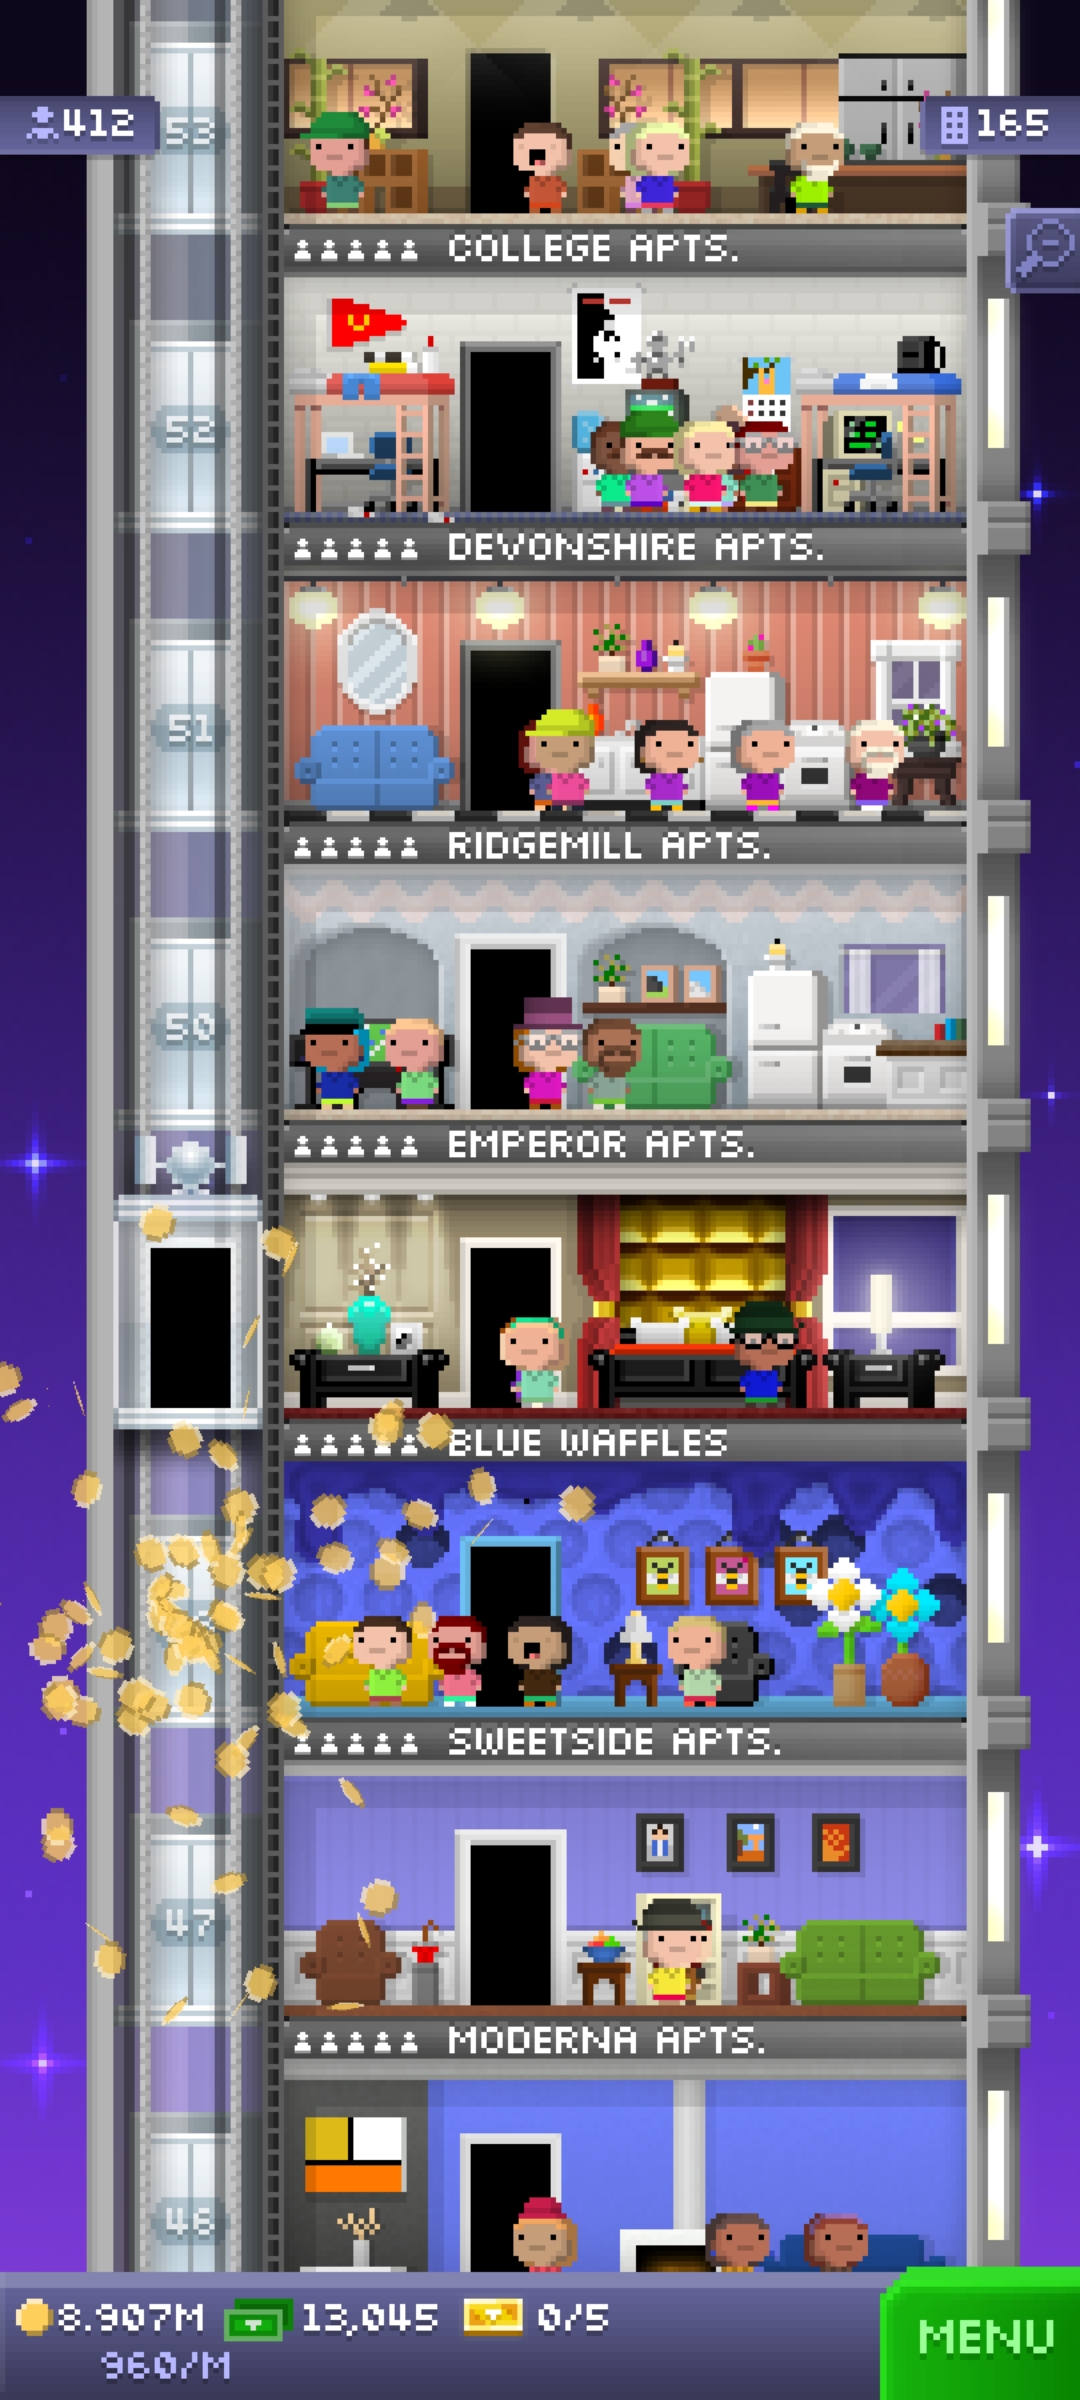 412
53
165
COLLEGE APTS.
52
DEVONSHIRE APTS.
51
RIDGEMILL APTS.
50
EMPEROR APTS.
BLUE WAFFLES
SWEETSIDE APTS.
47
MODERNA APTS.
46
8.907M
13,045
0/5
MENU
960/M